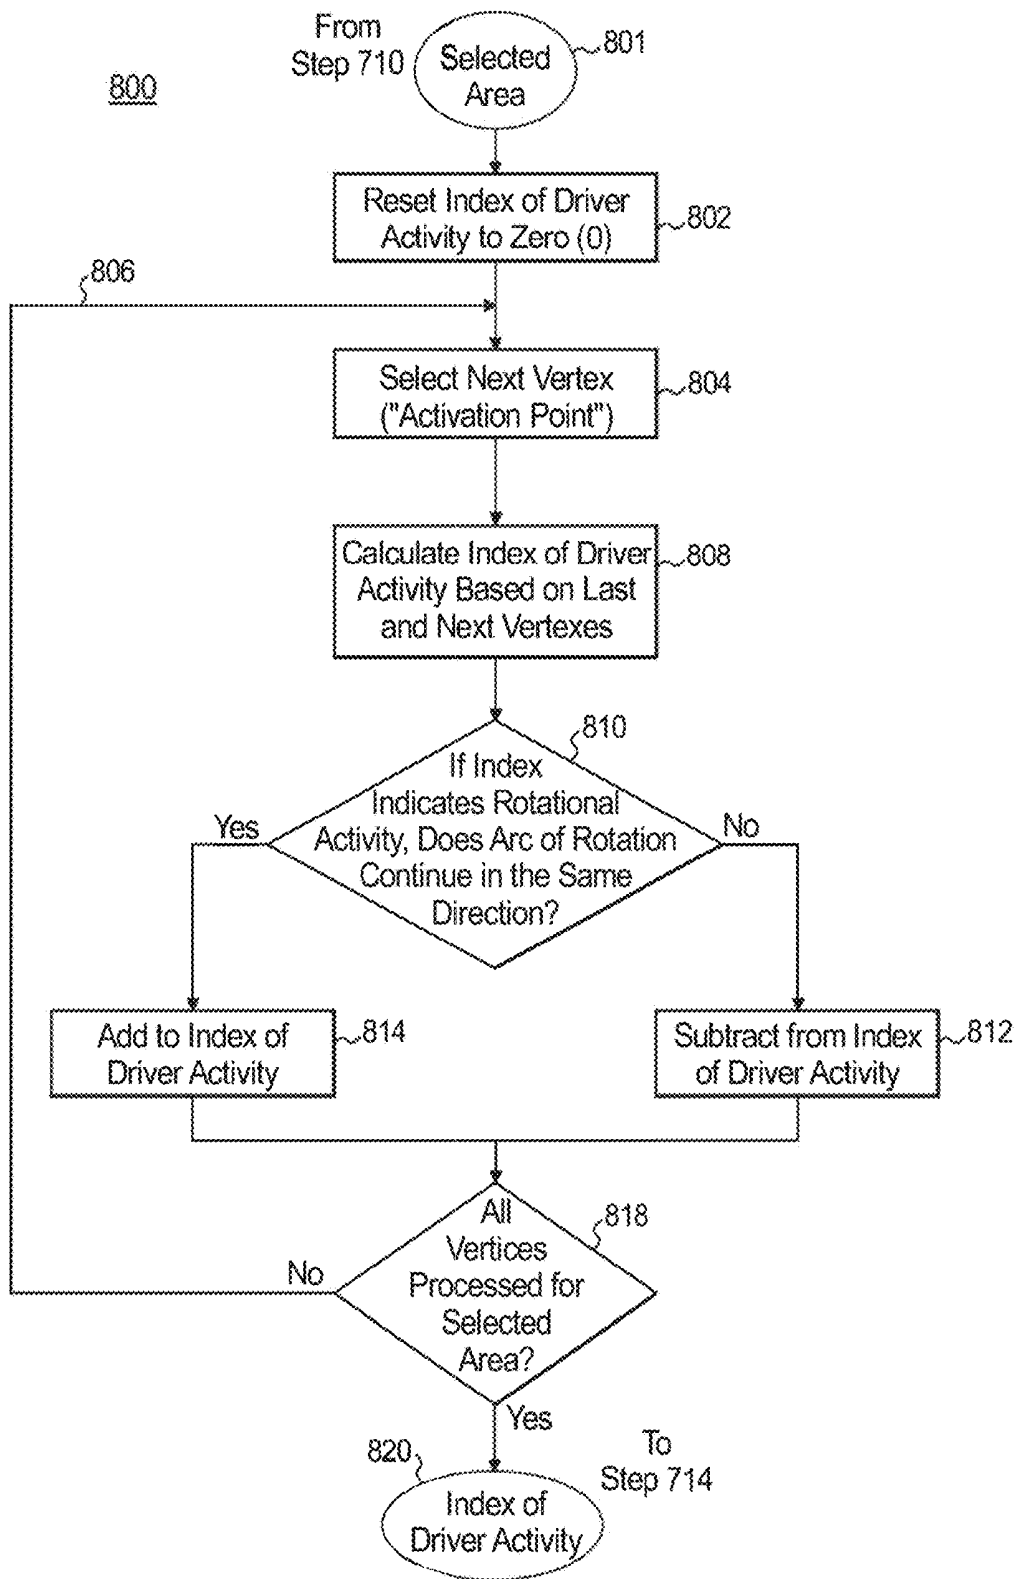 From
Step 710
801
Selected
Area
800
Reset Index of Driver
Activity to Zero (0)
802
806
Select Next Vertex
("Activation Point")
804
Calculate Index of Driver
Activity Based on Last
and Next Vertexes
808
810
If Index
Indicates Rotational
Activity, Does Arc of Rotation
Continue in the Same
Direction?
Yes
No
Add to Index of
Driver Activity
814
Subtract from Index
of Driver Activity
812
All
Vertices
Processed for
Selected
Area?
818
No
Yes
820
To
Step 714
Index of
Driver Activity